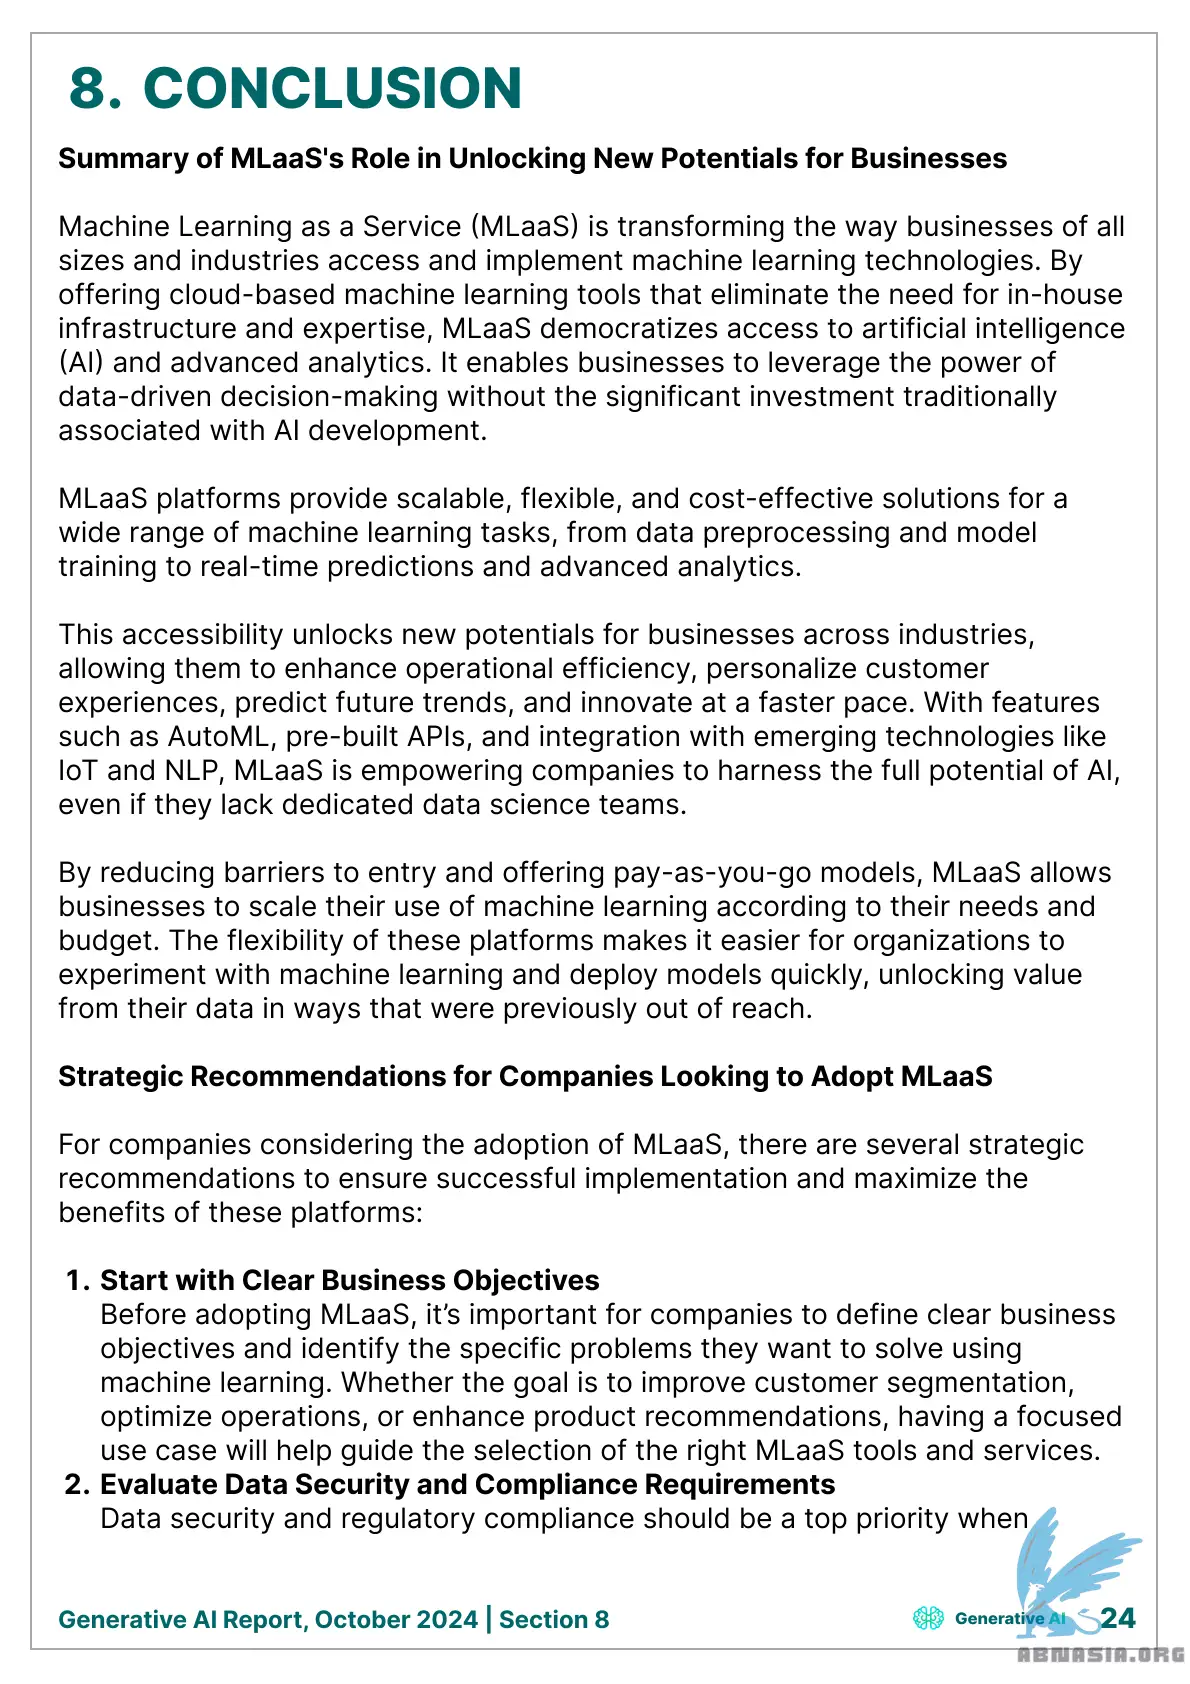 8. CONCLUSION
Summary of MLaaS's Role in Unlocking New Potentials for Businesses
Machine Learning as a Service (MLaaS) is transforming the way businesses of all
sizes and industries access and implement machine learning technologies. By
offering cloud-based machine learning tools that eliminate the need for in-house
infrastructure and expertise, MLaaS democratizes access to artificial intelligence
(AI) and advanced analytics. It enables businesses to leverage the power of
data-driven decision-making without the significant investment traditionally
associated with AI development.
MLaaS platforms provide scalable, flexible, and cost-effective solutions for a
wide range of machine learning tasks, from data preprocessing and model
training to real-time predictions and advanced analytics.
This accessibility unlocks new potentials for businesses across industries,
allowing them to enhance operational efficiency, personalize customer
experiences, predict future trends, and innovate at a faster pace. With features
such as AutoML, pre-built APIs, and integration with emerging technologies like
IoT and NLP, MLaaS is empowering companies to harness the full potential of AI,
even if they lack dedicated data science teams.
By reducing barriers to entry and offering pay-as-you-go models, MLaaS allows
businesses to scale their use of machine learning according to their needs and
budget. The flexibility of these platforms makes it easier for organizations to
experiment with machine learning and deploy models quickly, unlocking value
from their data in ways that were previously out of reach.
Strategic Recommendations for Companies Looking to Adopt MLaaS
For companies considering the adoption of MLaaS, there are several strategic
recommendations to ensure successful implementation and maximize the
benefits of these platforms:
1. Start with Clear Business Objectives
Before adopting MLaaS, it’s important for companies to define clear business
objectives and identify the specific problems they want to solve using
machine learning. Whether the goal is to improve customer segmentation,
optimize operations, or enhance product recommendations, having a focused
use case will help guide the selection of the right MLaaS tools and services.
2. Evaluate Data Security and Compliance Requirements
Data security and regulatory compliance should be a top priority when
Generative AI Report, October 2024 | Section 8
Generative AI 24
ABNASIA.ORG